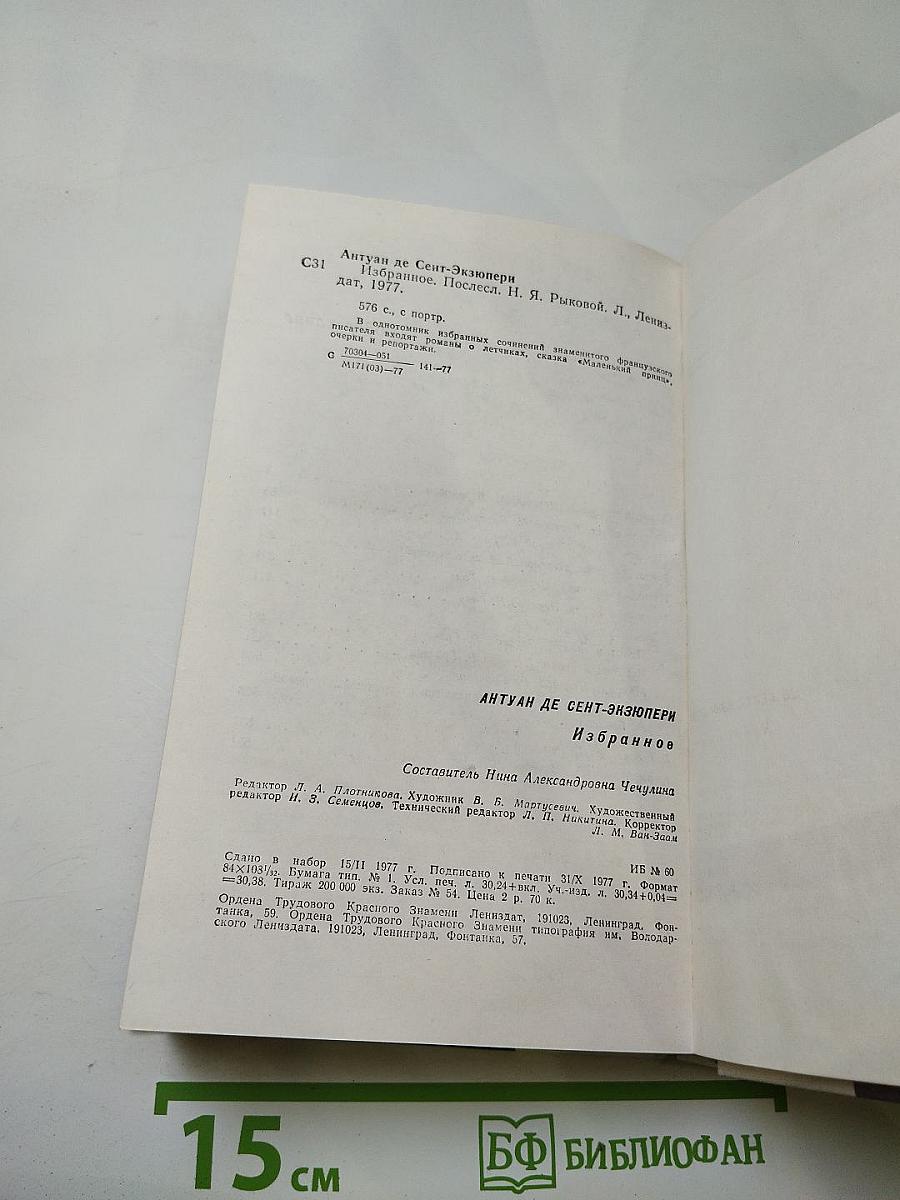 Антуан де Сент-Экзюпери
С31 Избранное. Послесл. Н. Я. Рыковой. Л., Лениз-
дат, 1977.
576 с., с портр.
В однотомник избранных сочинений знаменитого французского
писателя входят романы о летчиках, сказка «Маленький принц»,
очерки и репортажи.
С 70304—051 141—77
М171(03)—77
АНТУАН ДЕ СЕНТ-ЭКЗЮПЕРИ
Избранное
Составитель Нина Александровна Чечулина
Редактор Л. А. Плотникова. Художник В. Б. Мартусевич. Художественный
редактор И. З. Семенцов. Технический редактор Л. П. Никитина. Корректор
Л. М. Ван-Заам
ИБ № 60
Сдано в набор 15/II 1977 г. Подписано к печати 31/X 1977 г. Формат
84×103¹/₃₂. Бумага тип. № 1. Усл. печ. л. 30,24+вкл. Уч.-изд. л. 30,34+0,04=
=30,38. Тираж 200 000 экз. Заказ № 54. Цена 2 р. 70 к.
Ордена Трудового Красного Знамени Лениздат, 191023, Ленинград, Фон-
танка, 59. Ордена Трудового Красного Знамени типография им. Володар-
ского Лениздата, 191023, Ленинград, Фонтанка, 57.
15 см
БФ БИБЛИОФАН